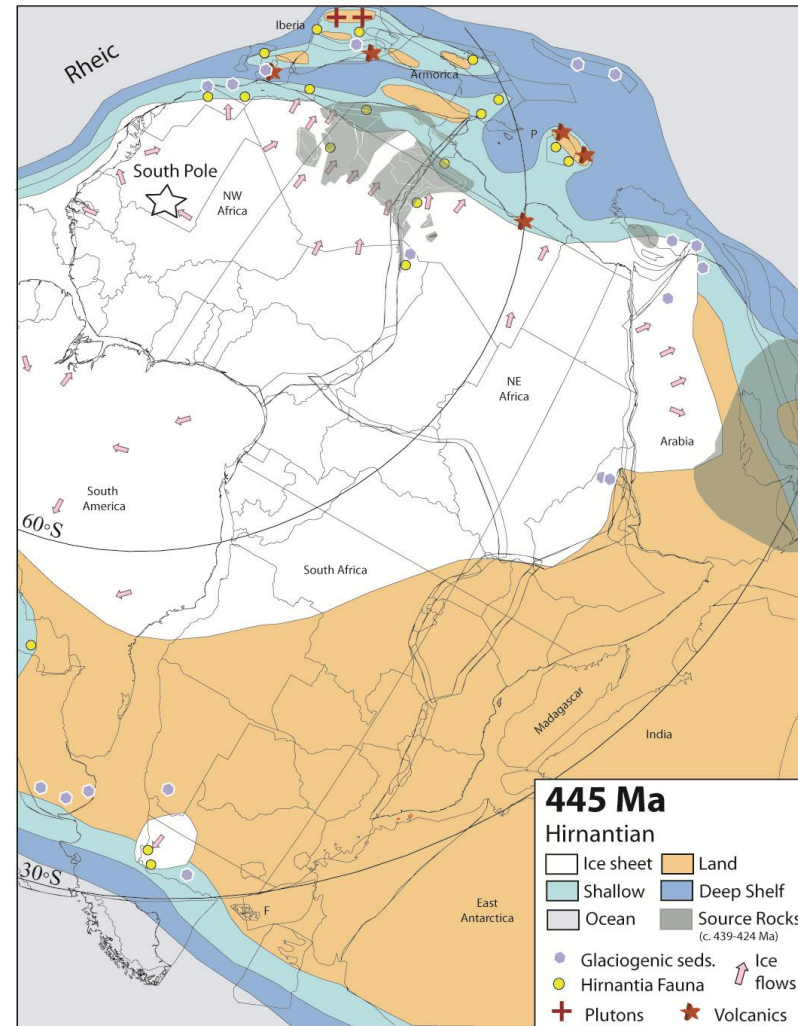 Iberia
Rheic
Armorica
P
South Pole
NW
Africa
NE
Africa
Arabia
South
America
60°S
South Africa
Madagascar
India
30°S
F
East
Antarctica
445 Ma
Hirnantian
Ice sheet
Land
Shallow
Deep Shelf
Ocean
Source Rocks
(c. 439-424 Ma)
Glaciogenic seds.
Ice
flows
Hirnantia Fauna
Plutons
Volcanics